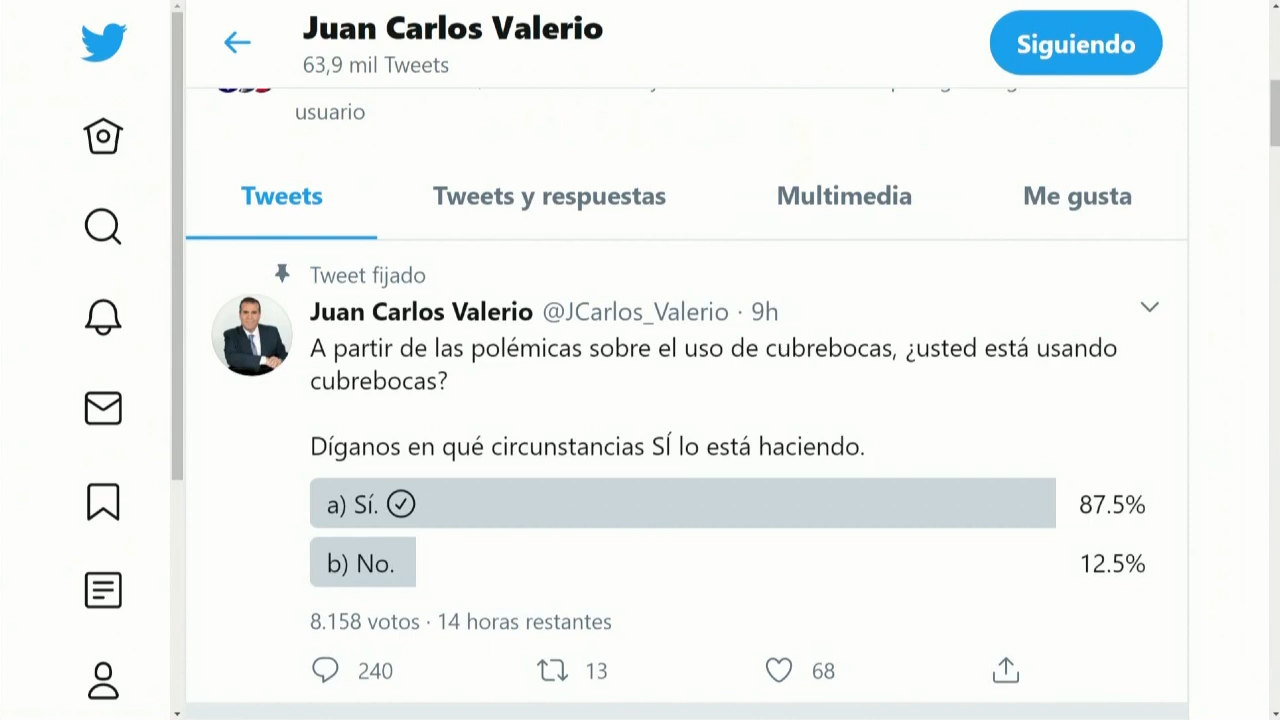 Juan Carlos Valerio
63,9 mil Tweets
Siguiendo
usuario
Tweets
Tweets y respuestas
Multimedia
Me gusta
Tweet fijado
Juan Carlos Valerio @JCarlos_Valerio · 9h
A partir de las polémicas sobre el uso de cubrebocas, ¿usted está usando
cubrebocas?
Díganos en qué circunstancias SÍ lo está haciendo.
a) Sí. 87.5%
b) No. 12.5%
8.158 votos · 14 horas restantes
240 13 68